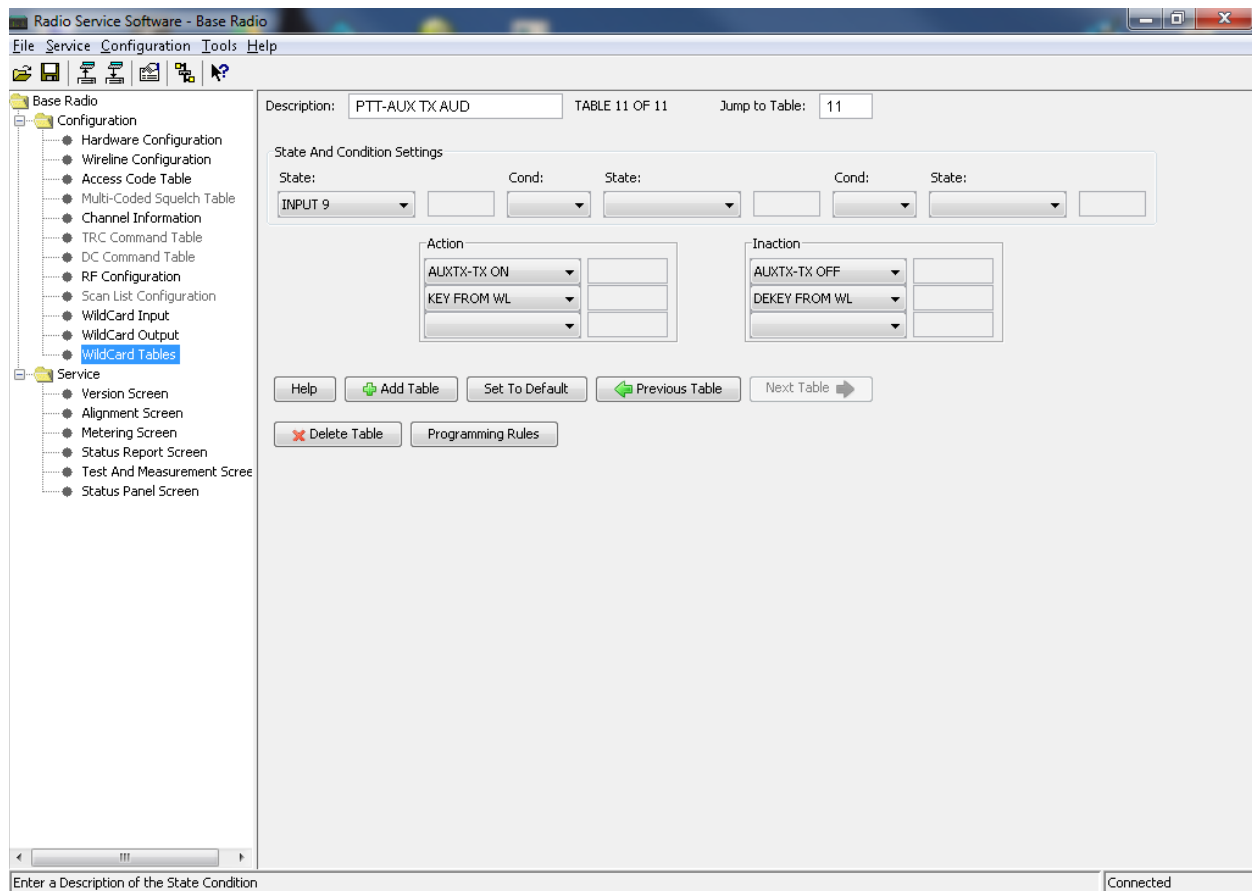 Radio Service Software - Base Radio
File Service Configuration Tools Help
Base Radio
Configuration
Hardware Configuration
Wireline Configuration
Access Code Table
Multi-Coded Squelch Table
Channel Information
TRC Command Table
DC Command Table
RF Configuration
Scan List Configuration
WildCard Input
WildCard Output
WildCard Tables
Service
Version Screen
Alignment Screen
Metering Screen
Status Report Screen
Test And Measurement Scree
Status Panel Screen
Description: PTT-AUX TX AUD TABLE 11 OF 11 Jump to Table: 11
State And Condition Settings
State: Cond: State: Cond: State:
INPUT 9
Action Inaction
AUXTX-TX ON AUXTX-TX OFF
KEY FROM WL DEKEY FROM WL
Help Add Table Set To Default Previous Table Next Table
Delete Table Programming Rules
Enter a Description of the State Condition Connected